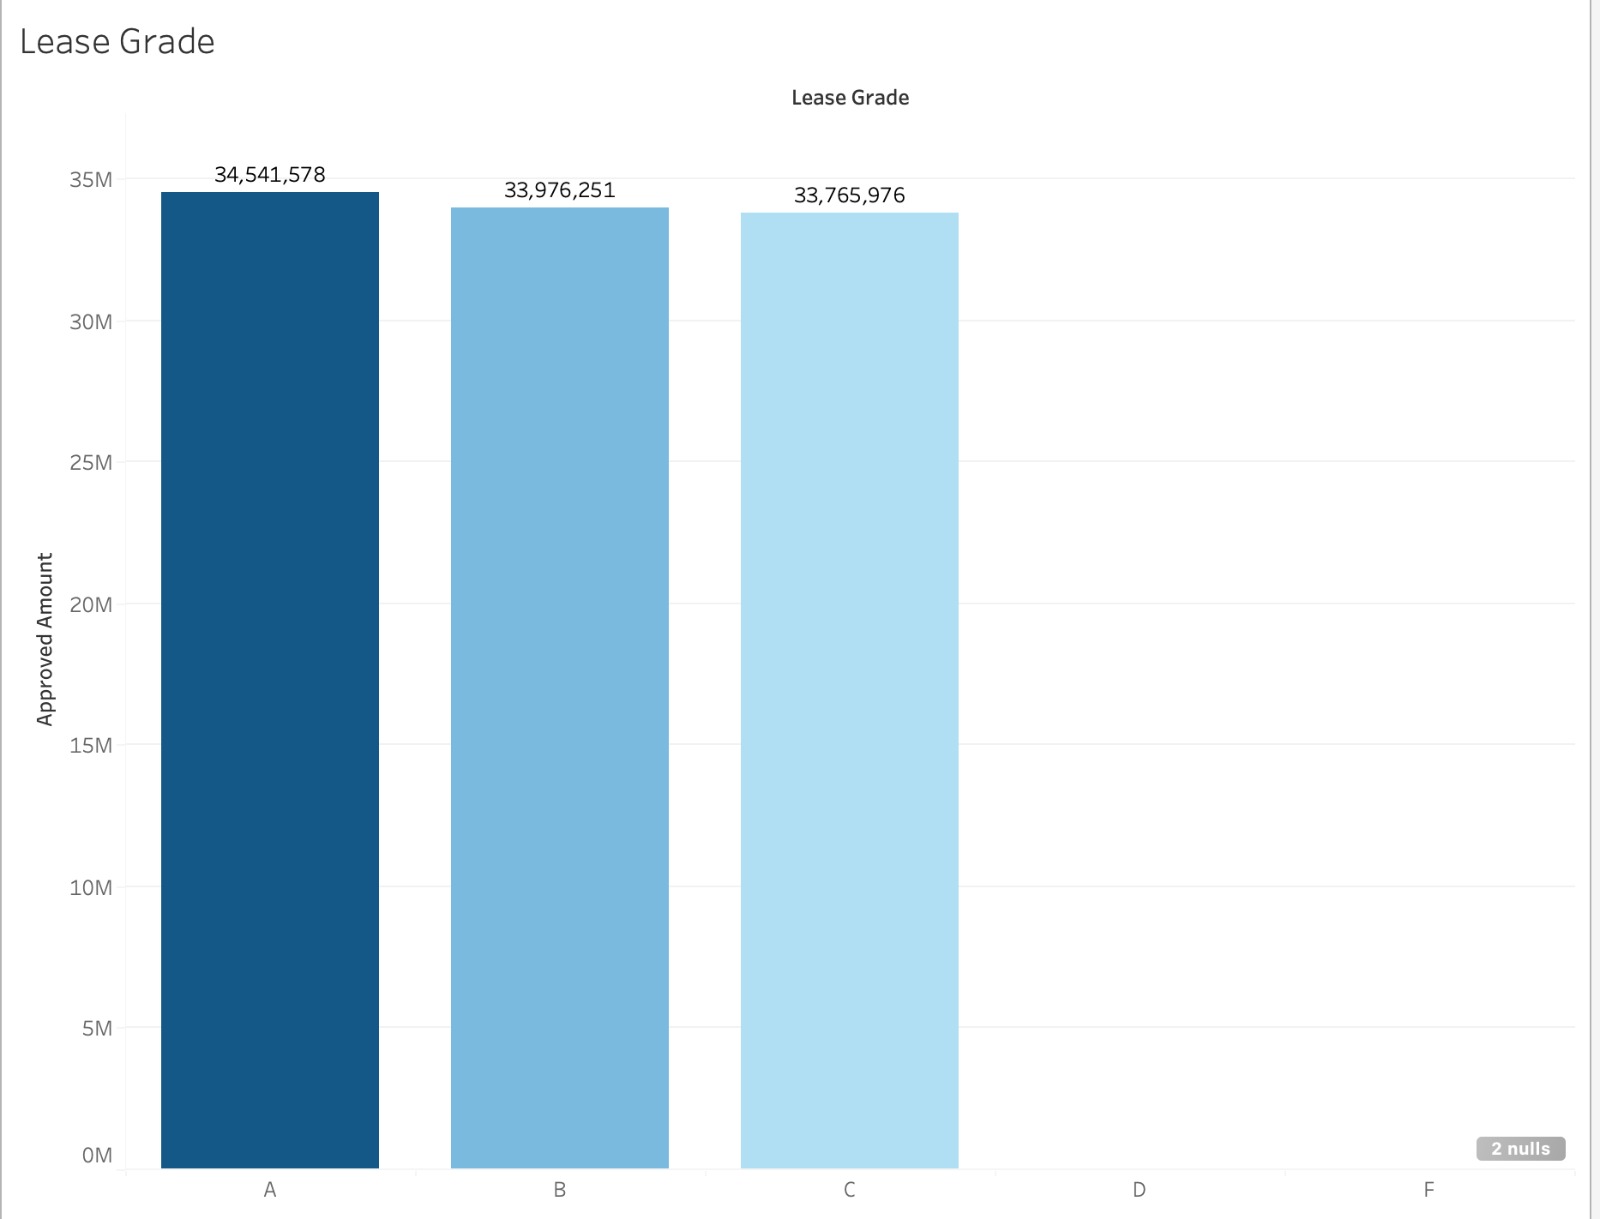 Lease Grade
Lease Grade
35M
34,541,578
33,976,251
33,765,976
30M
25M
20M
15M
10M
5M
0M
Approved Amount
2 nulls
A
B
C
D
F